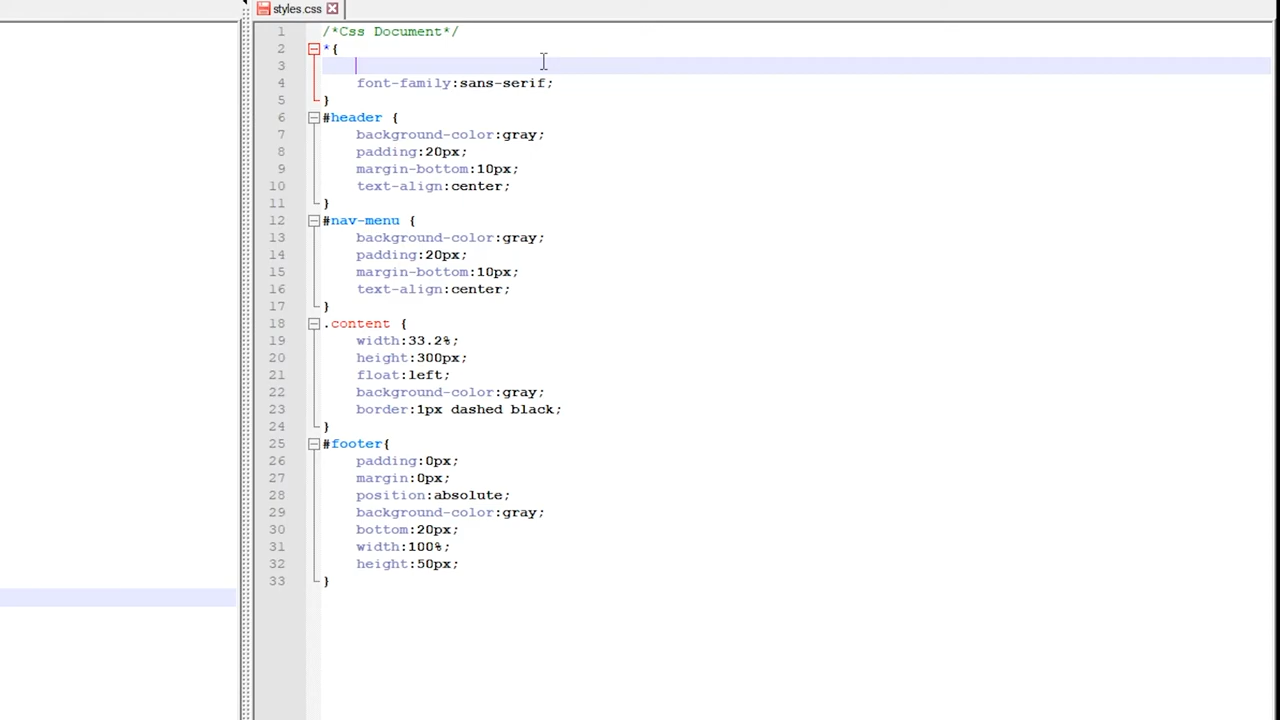 styles.css
1 /*Css Document*/
2 *{
3
4 font-family:sans-serif;
5 }
6 #header {
7 background-color:gray;
8 padding:20px;
9 margin-bottom:10px;
10 text-align:center;
11 }
12 #nav-menu {
13 background-color:gray;
14 padding:20px;
15 margin-bottom:10px;
16 text-align:center;
17 }
18 .content {
19 width:33.2%;
20 height:300px;
21 float:left;
22 background-color:gray;
23 border:1px dashed black;
24 }
25 #footer{
26 padding:0px;
27 margin:0px;
28 position:absolute;
29 background-color:gray;
30 bottom:20px;
31 width:100%;
32 height:50px;
33 }